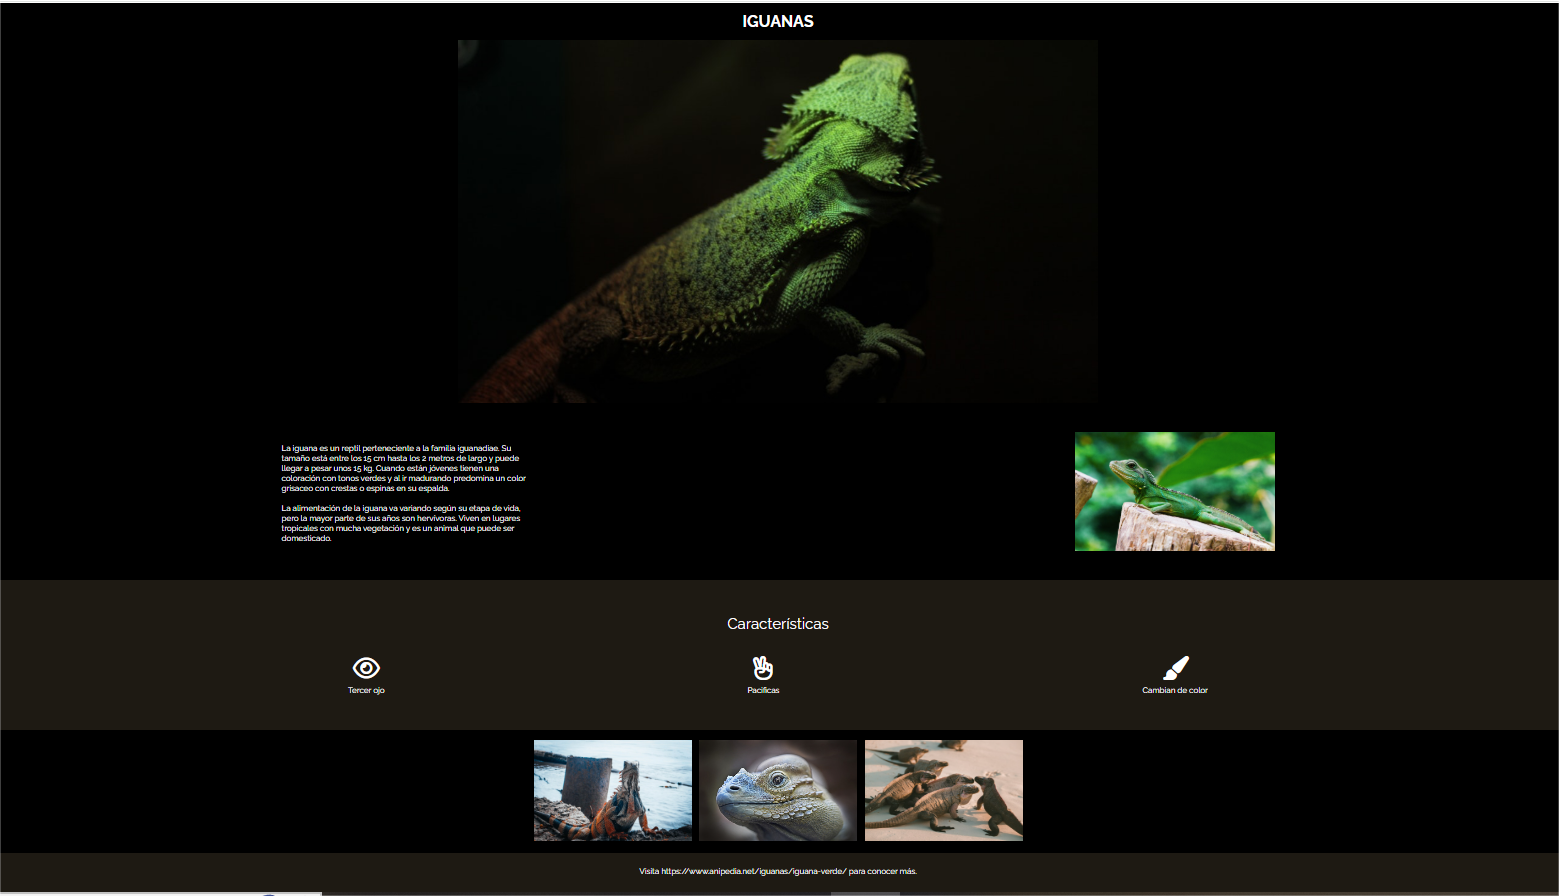 IGUANAS
La iguana es un reptil perteneciente a la familia iguanadiae. Su
tamaño está entre los 15 cm hasta los 2 metros de largo y puede
llegar a pesar unos 15 kg. Cuando están jóvenes tienen una
coloración con tonos verdes y al ir madurando predomina un color
grisaceo con crestas o espinas en su espalda.
La alimentación de la iguana va variando según su etapa de vida,
pero la mayor parte de sus años son hervívoras. Viven en lugares
tropicales con mucha vegetación y es un animal que puede ser
domesticado.
Características
Tercer ojo
Pacíficas
Cambian de color
Visita https://www.anipedia.net/iguanas/iguana-verde/ para conocer más.